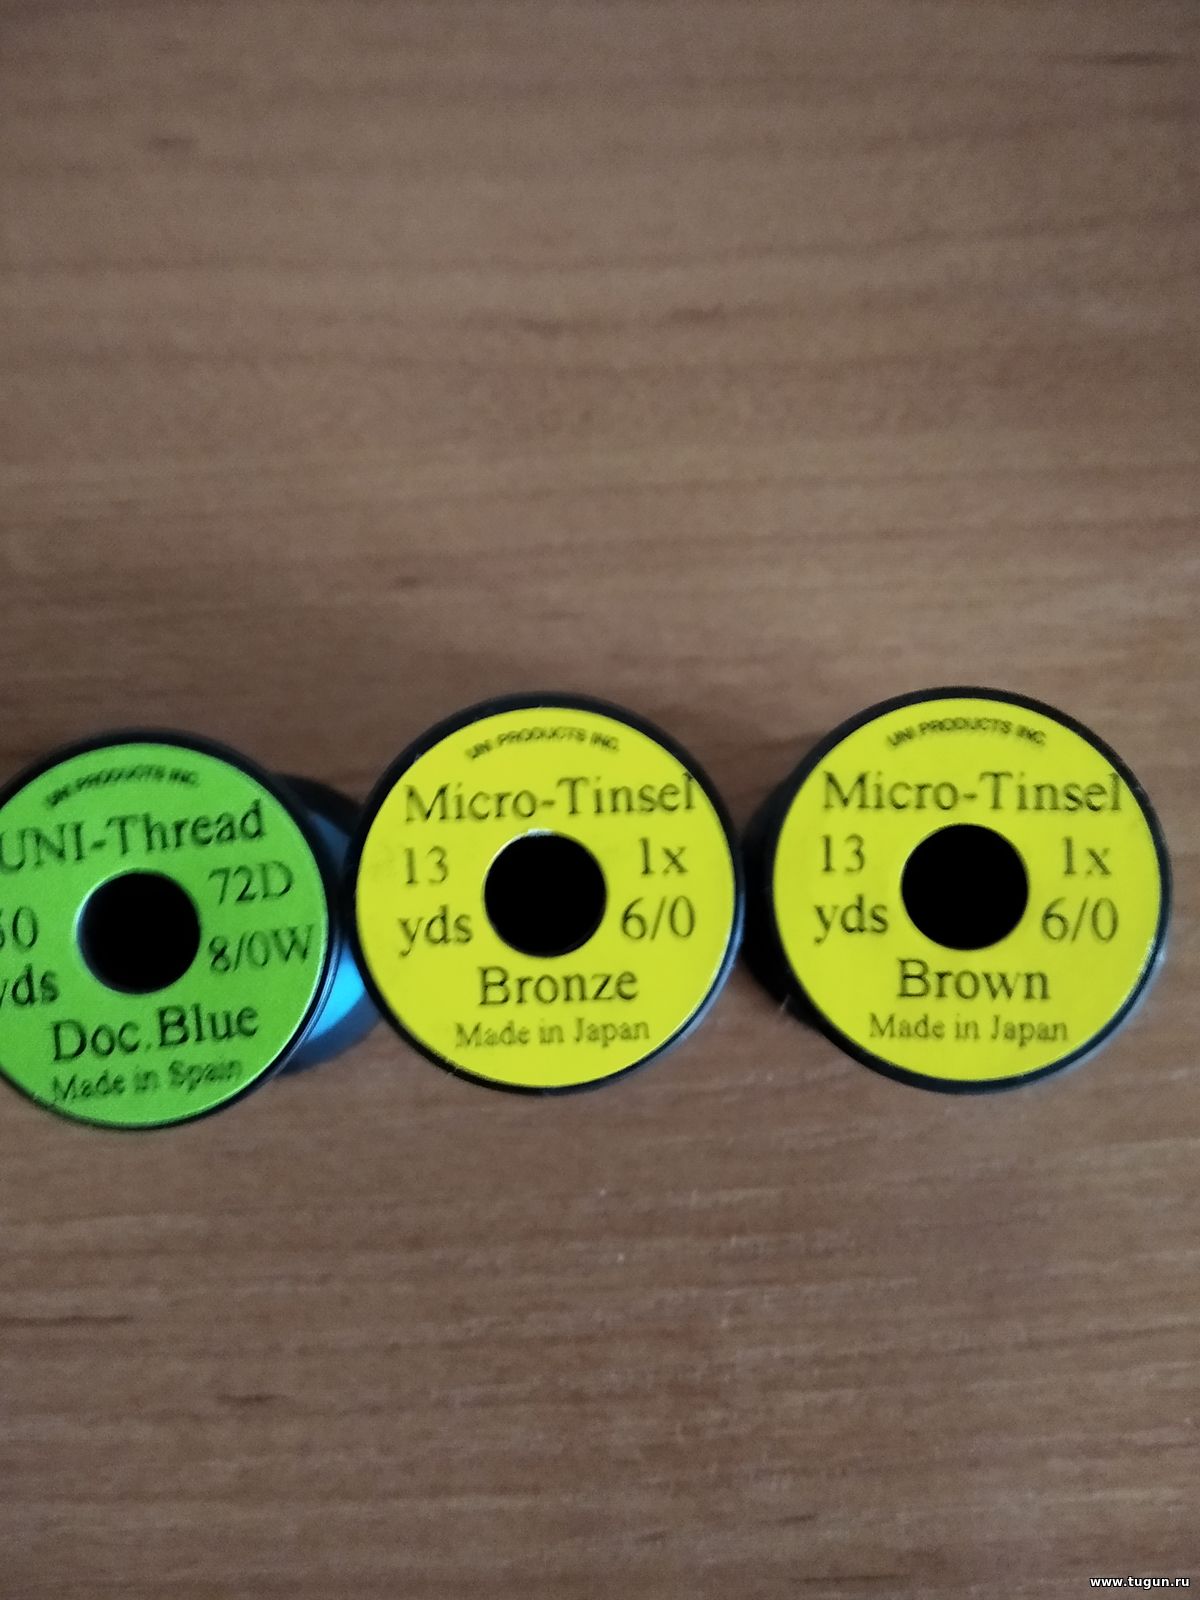 UNI PRODUCTS INC.
UNI-Thread
72D
yds
8/0W
Doc.Blue
Made in Spain
UNI PRODUCTS INC.
Micro-Tinsel
13 1x
yds 6/0
Bronze
Made in Japan
UNI PRODUCTS INC.
Micro-Tinsel
13 1x
yds 6/0
Brown
Made in Japan
www.tugun.ru